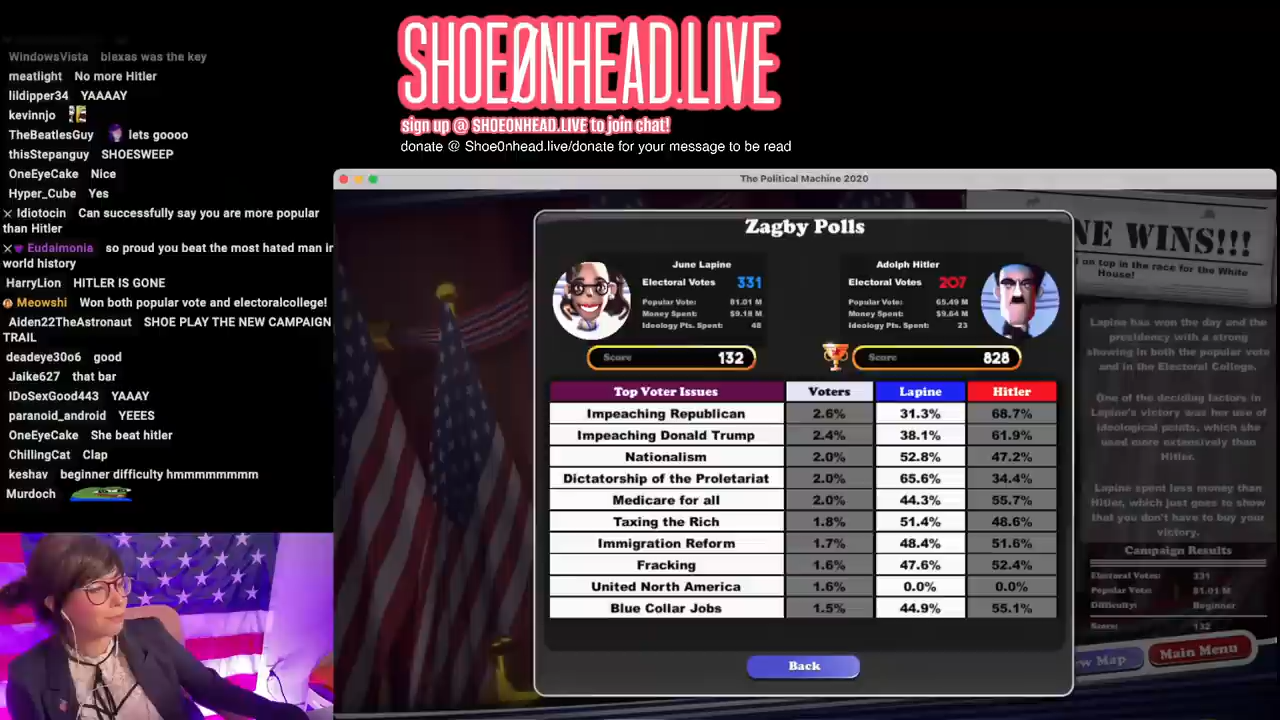 WindowsVista blexas was the key
meatlight No more Hitler
lildipper34 YAAAAY
kevinnjo
TheBeatlesGuy lets goooo
thisStepanguy SHOESWEEP
OneEyeCake Nice
Hyper_Cube Yes
Idiotocin Can successfully say you are more popular
than Hitler
Eudaimonia so proud you beat the most hated man in
world history
HarryLion HITLER IS GONE
Meowshi Won both popular vote and electoralcollege!
Aiden22TheAstronaut SHOE PLAY THE NEW CAMPAIGN
TRAIL
deadeye30o6 good
Jaike627 that bar
IDoSexGood443 YAAAY
paranoid_android YEEES
OneEyeCake She beat hitler
ChillingCat Clap
keshav beginner difficulty hmmmmmmmm
Murdoch
SHOEØNHEAD.LIVE
sign up @ SHOE0NHEAD.LIVE to join chat!
donate @ Shoe0nhead.live/donate for your message to be read
The Political Machine 2020
Zagby Polls
June Lapine
Electoral Votes 331
Popular Vote: 81.01 M
Money Spent: $9.18 M
Ideology Pts. Spent: 48
Score 132
Adolph Hitler
Electoral Votes 207
Popular Vote: 65.49 M
Money Spent: $9.64 M
Ideology Pts. Spent: 23
Score 828
Top Voter Issues Voters Lapine Hitler
Impeaching Republican 2.6% 31.3% 68.7%
Impeaching Donald Trump 2.4% 38.1% 61.9%
Nationalism 2.0% 52.8% 47.2%
Dictatorship of the Proletariat 2.0% 65.6% 34.4%
Medicare for all 2.0% 44.3% 55.7%
Taxing the Rich 1.8% 51.4% 48.6%
Immigration Reform 1.7% 48.4% 51.6%
Fracking 1.6% 47.6% 52.4%
United North America 1.6% 0.0% 0.0%
Blue Collar Jobs 1.5% 44.9% 55.1%
Back
NE WINS!!!
on top in the race for the White
House!
Lapine has won the day and the
presidency with a strong
showing in both the popular vote
and in the Electoral College.
One of the deciding factors in
Lapine's victory was her use of
ideological points, which she
used more extensively than
Hitler.
Lapine spent less money than
Hitler, which just goes to show
that you don't have to buy your
victory.
Campaign Results
Electoral Votes: 331
Popular Vote: 81.01 M
Difficulty: Beginner
Score: 132
w Map
Main Menu